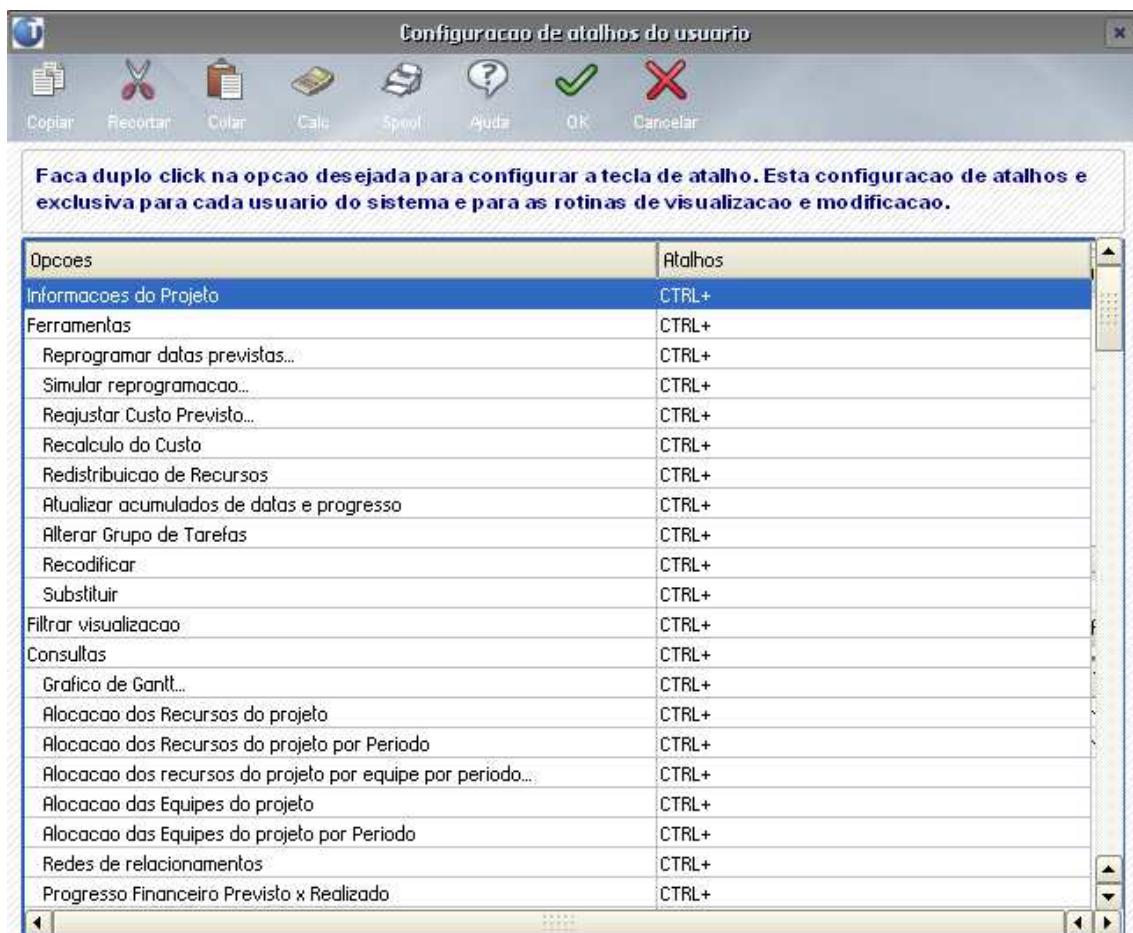 Configuracao de atalhos do usuario
Copiar Recortar Colar Calc Spool Ajuda OK Cancelar
Faca duplo click na opcao desejada para configurar a tecla de atalho. Esta configuracao de atalhos e
exclusiva para cada usuario do sistema e para as rotinas de visualizacao e modificacao.
Opcoes Atalhos
Informacoes do Projeto CTRL+
Ferramentas CTRL+
Reprogramar datas previstas... CTRL+
Simular reprogramacao... CTRL+
Reajustar Custo Previsto... CTRL+
Recalculo do Custo CTRL+
Redistribuicao de Recursos CTRL+
Atualizar acumulados de datas e progresso CTRL+
Alterar Grupo de Tarefas CTRL+
Recodificar CTRL+
Substituir CTRL+
Filtrar visualizacao CTRL+
Consultas CTRL+
Grafico de Gantt... CTRL+
Alocacao dos Recursos do projeto CTRL+
Alocacao dos Recursos do projeto por Periodo CTRL+
Alocacao dos recursos do projeto por equipe por periodo... CTRL+
Alocacao das Equipes do projeto CTRL+
Alocacao das Equipes do projeto por Periodo CTRL+
Redes de relacionamentos CTRL+
Progresso Financeiro Previsto x Realizado CTRL+